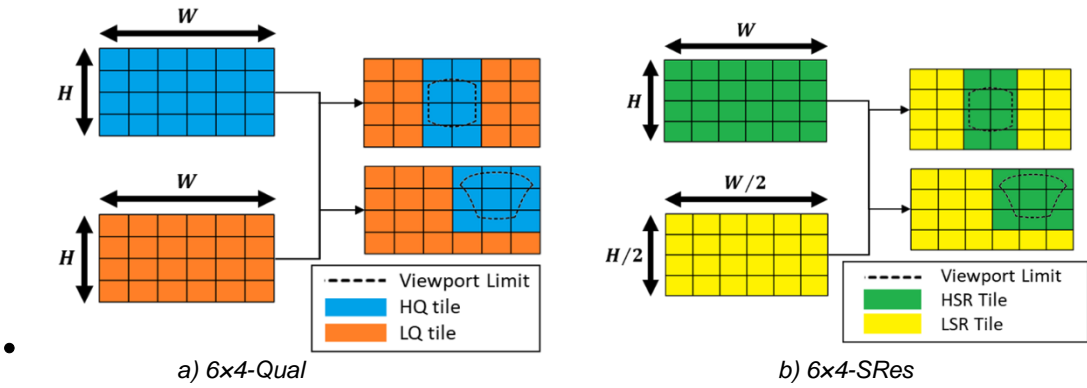 W
H
W
H
Viewport Limit
HQ tile
LQ tile
a) 6×4-Qual
W
H
W/2
H/2
Viewport Limit
HSR Tile
LSR Tile
b) 6×4-SRes